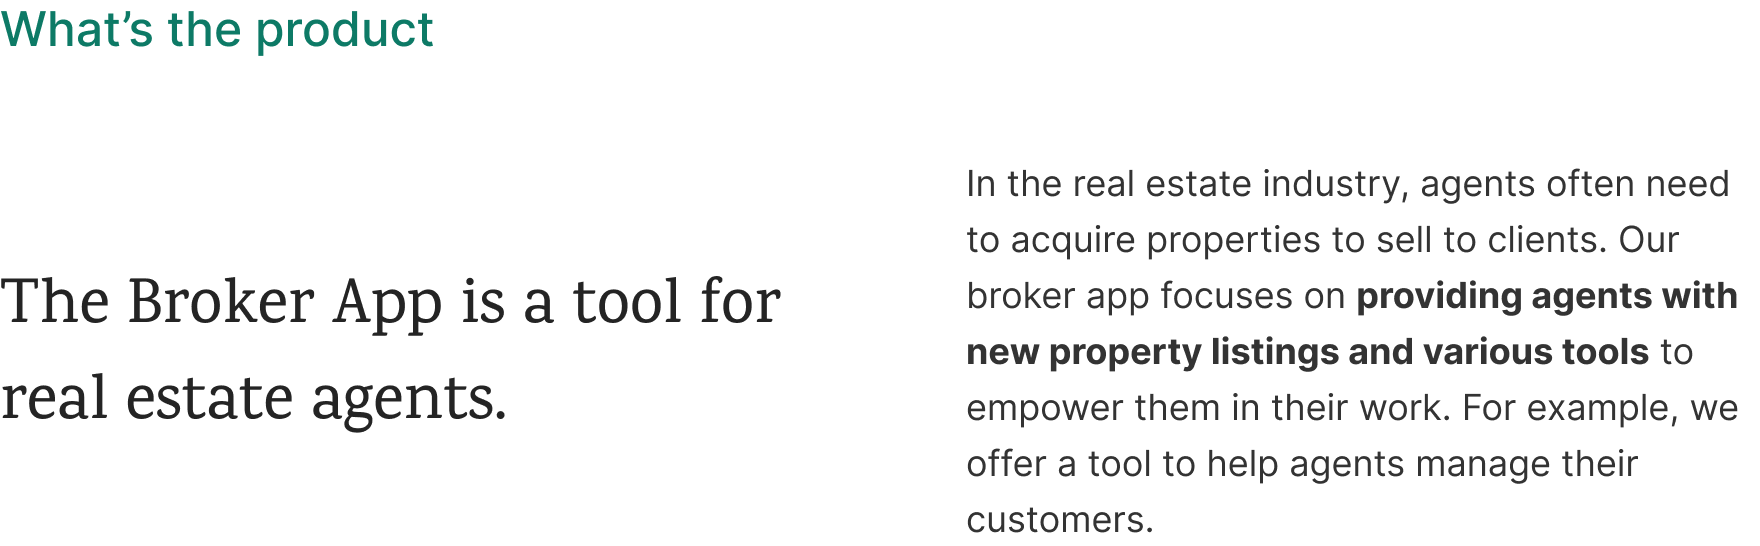 What’s the product
The Broker App is a tool for
real estate agents.
In the real estate industry, agents often need
to acquire properties to sell to clients. Our
broker app focuses on providing agents with
new property listings and various tools to
empower them in their work. For example, we
offer a tool to help agents manage their
customers.